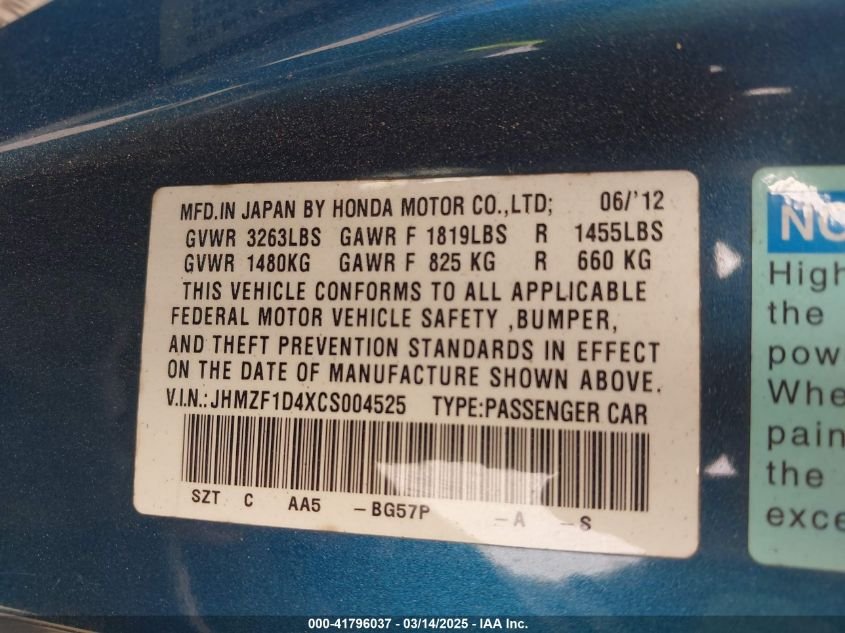 MFD.IN JAPAN BY HONDA MOTOR CO.,LTD; 06/'12
GVWR 3263LBS GAWR F 1819LBS R 1455LBS
GVWR 1480KG GAWR F 825 KG R 660 KG
THIS VEHICLE CONFORMS TO ALL APPLICABLE
FEDERAL MOTOR VEHICLE SAFETY ,BUMPER,
AND THEFT PREVENTION STANDARDS IN EFFECT
ON THE DATE OF MANUFACTURE SHOWN ABOVE.
V.I.N.:JHMZF1D4XCS004525 TYPE:PASSENGER CAR
SZT C AA5 -BG57P -A -S
High
the
pow
Whe
pain
the
exce
000-41796037 - 03/14/2025 - IAA Inc.